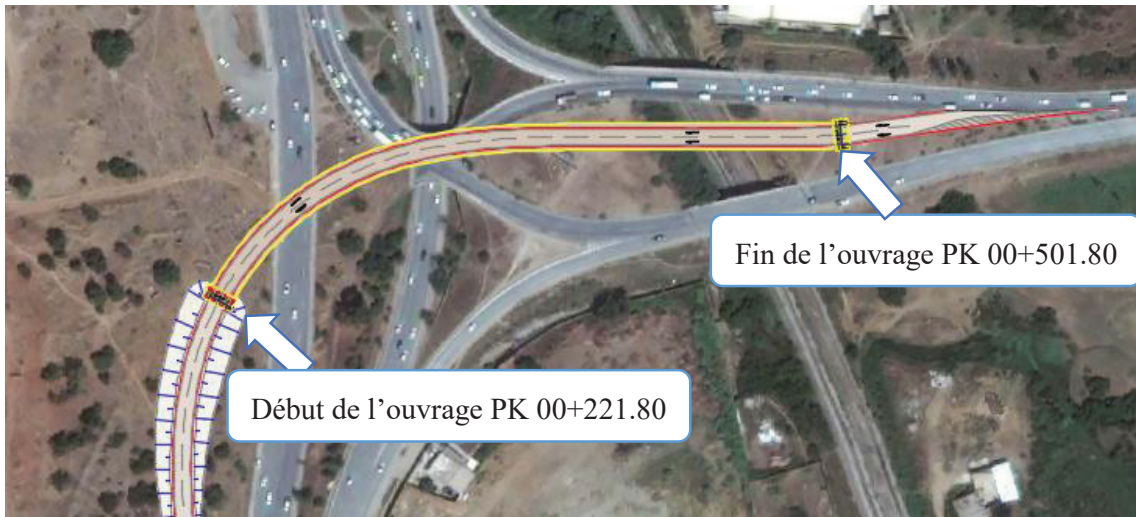 Fin de l’ouvrage PK 00+501.80
Début de l’ouvrage PK 00+221.80